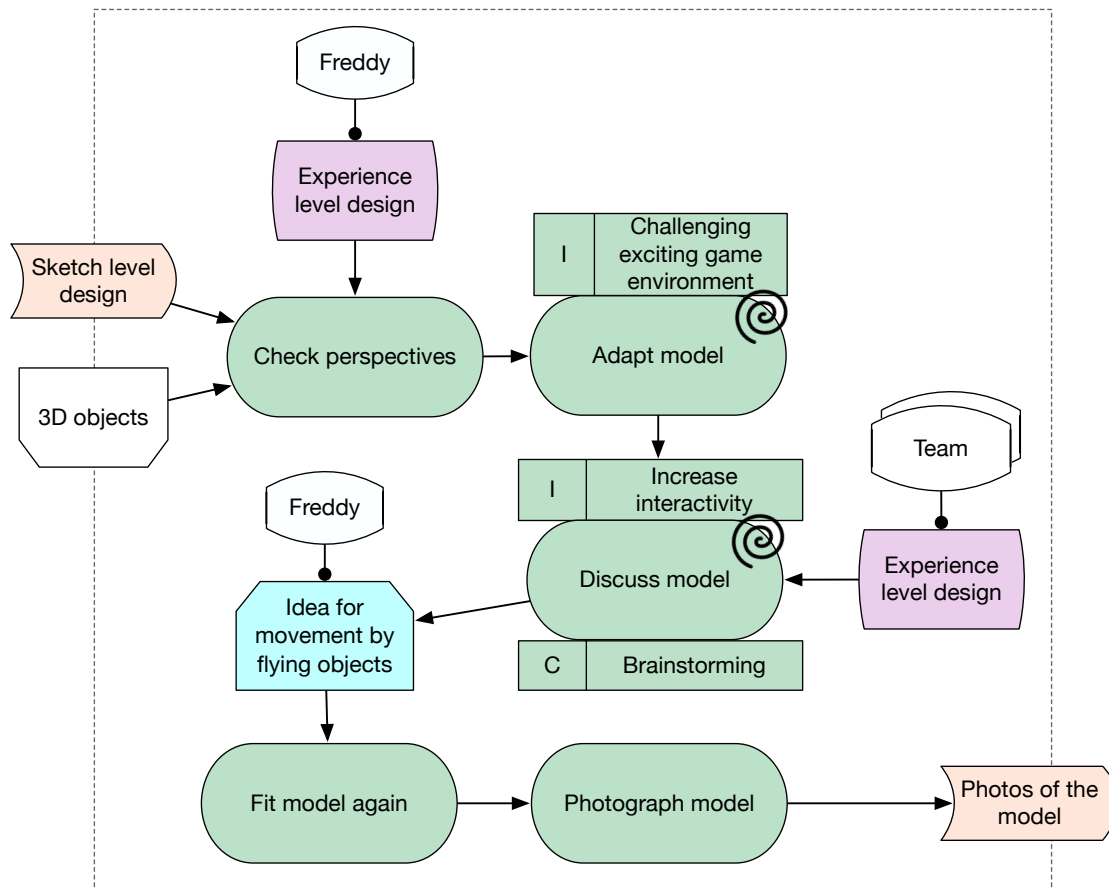 Freddy
Experience
level design
Challenging
I
exciting game
environment
Sketch level
design
Check perspectives
Adapt model
3D objects
Team
I
Increase
interactivity
Freddy
Experience
level design
Discuss model
Idea for
movement by
flying objects
C
Brainstorming
Fit model again
Photograph model
Photos of the
model